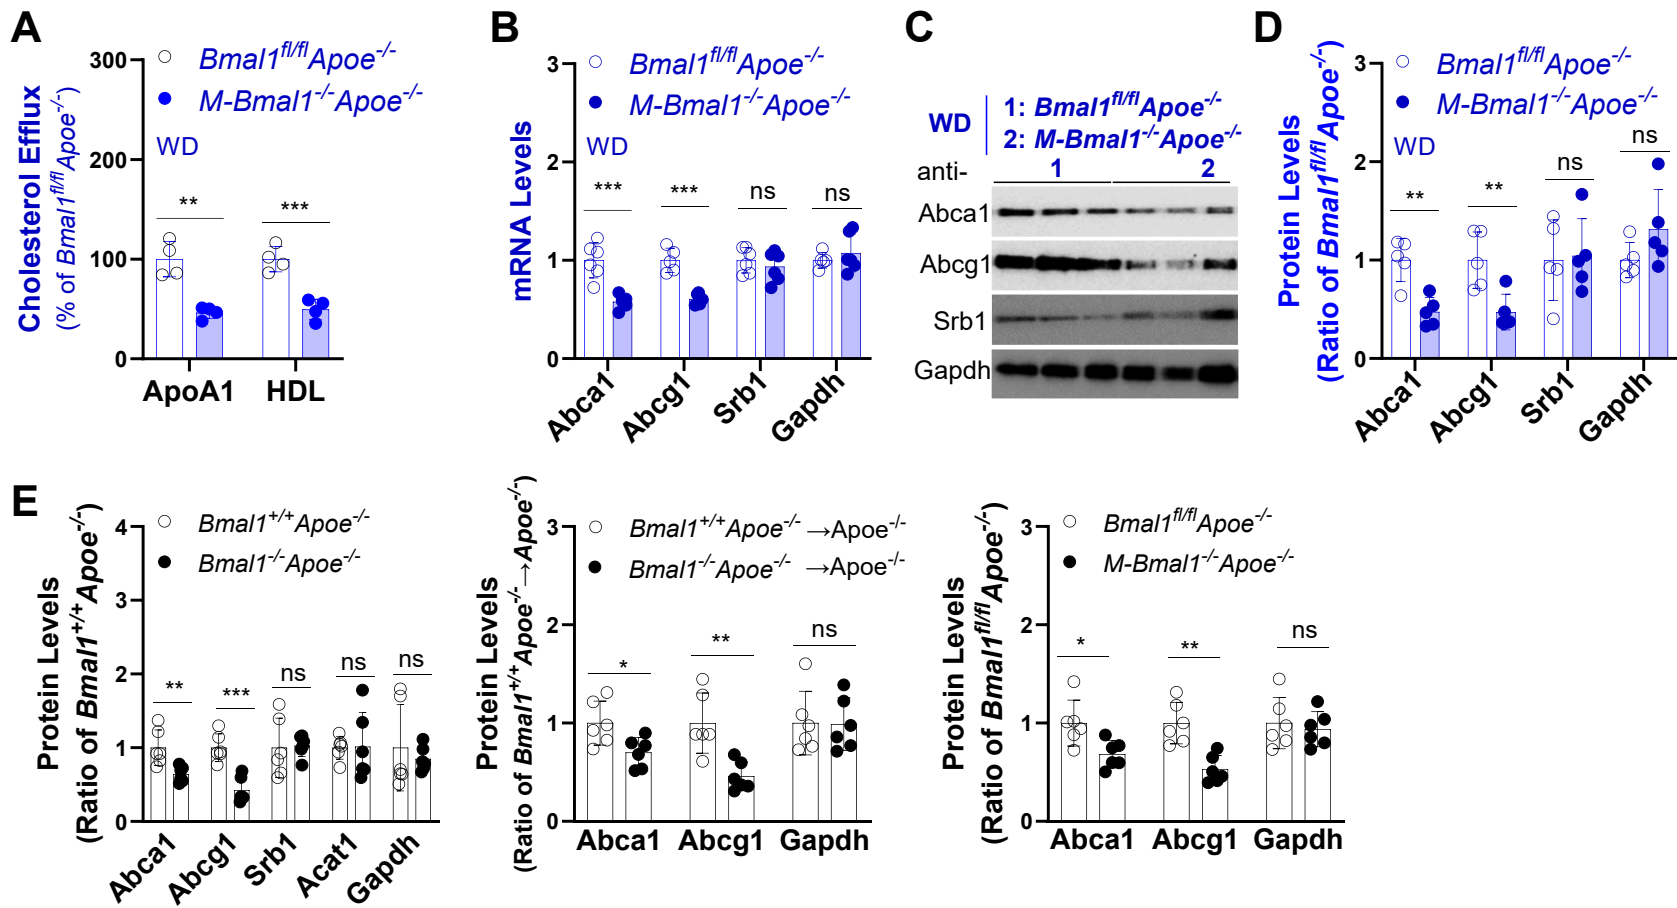 A
Cholesterol Efflux
(% of Bmal1fl/flApoe-/-)
300
200
100
0
Bmal1fl/flApoe-/-
M-Bmal1-/-Apoe-/-
WD
** ***
ApoA1 HDL
B
mRNA Levels
3
2
1
0
Bmal1fl/flApoe-/-
M-Bmal1-/-Apoe-/-
WD
*** *** ns ns
Abca1 Abcg1 Srb1 Gapdh
C
WD
1: Bmal1fl/flApoe-/-
2: M-Bmal1-/-Apoe-/-
anti- 1 2
Abca1
Abcg1
Srb1
Gapdh
D
Protein Levels
(Ratio of Bmal1fl/flApoe-/-)
3
2
1
0
Bmal1fl/flApoe-/-
M-Bmal1-/-Apoe-/-
WD
** ** ns ns
Abca1 Abcg1 Srb1 Gapdh
E
Protein Levels
(Ratio of Bmal1+/+Apoe-/-)
4
3
2
1
0
Bmal1+/+Apoe-/-
Bmal1-/-Apoe-/-
** *** ns ns ns
Abca1 Abcg1 Srb1 Acat1 Gapdh
Protein Levels
(Ratio of Bmal1+/+Apoe-/-→Apoe-/-)
3
2
1
0
Bmal1+/+Apoe-/- →Apoe-/-
Bmal1-/-Apoe-/- →Apoe-/-
* ** ns
Abca1 Abcg1 Gapdh
Protein Levels
(Ratio of Bmal1fl/flApoe-/-)
3
2
1
0
Bmal1fl/flApoe-/-
M-Bmal1-/-Apoe-/-
* ** ns
Abca1 Abcg1 Gapdh